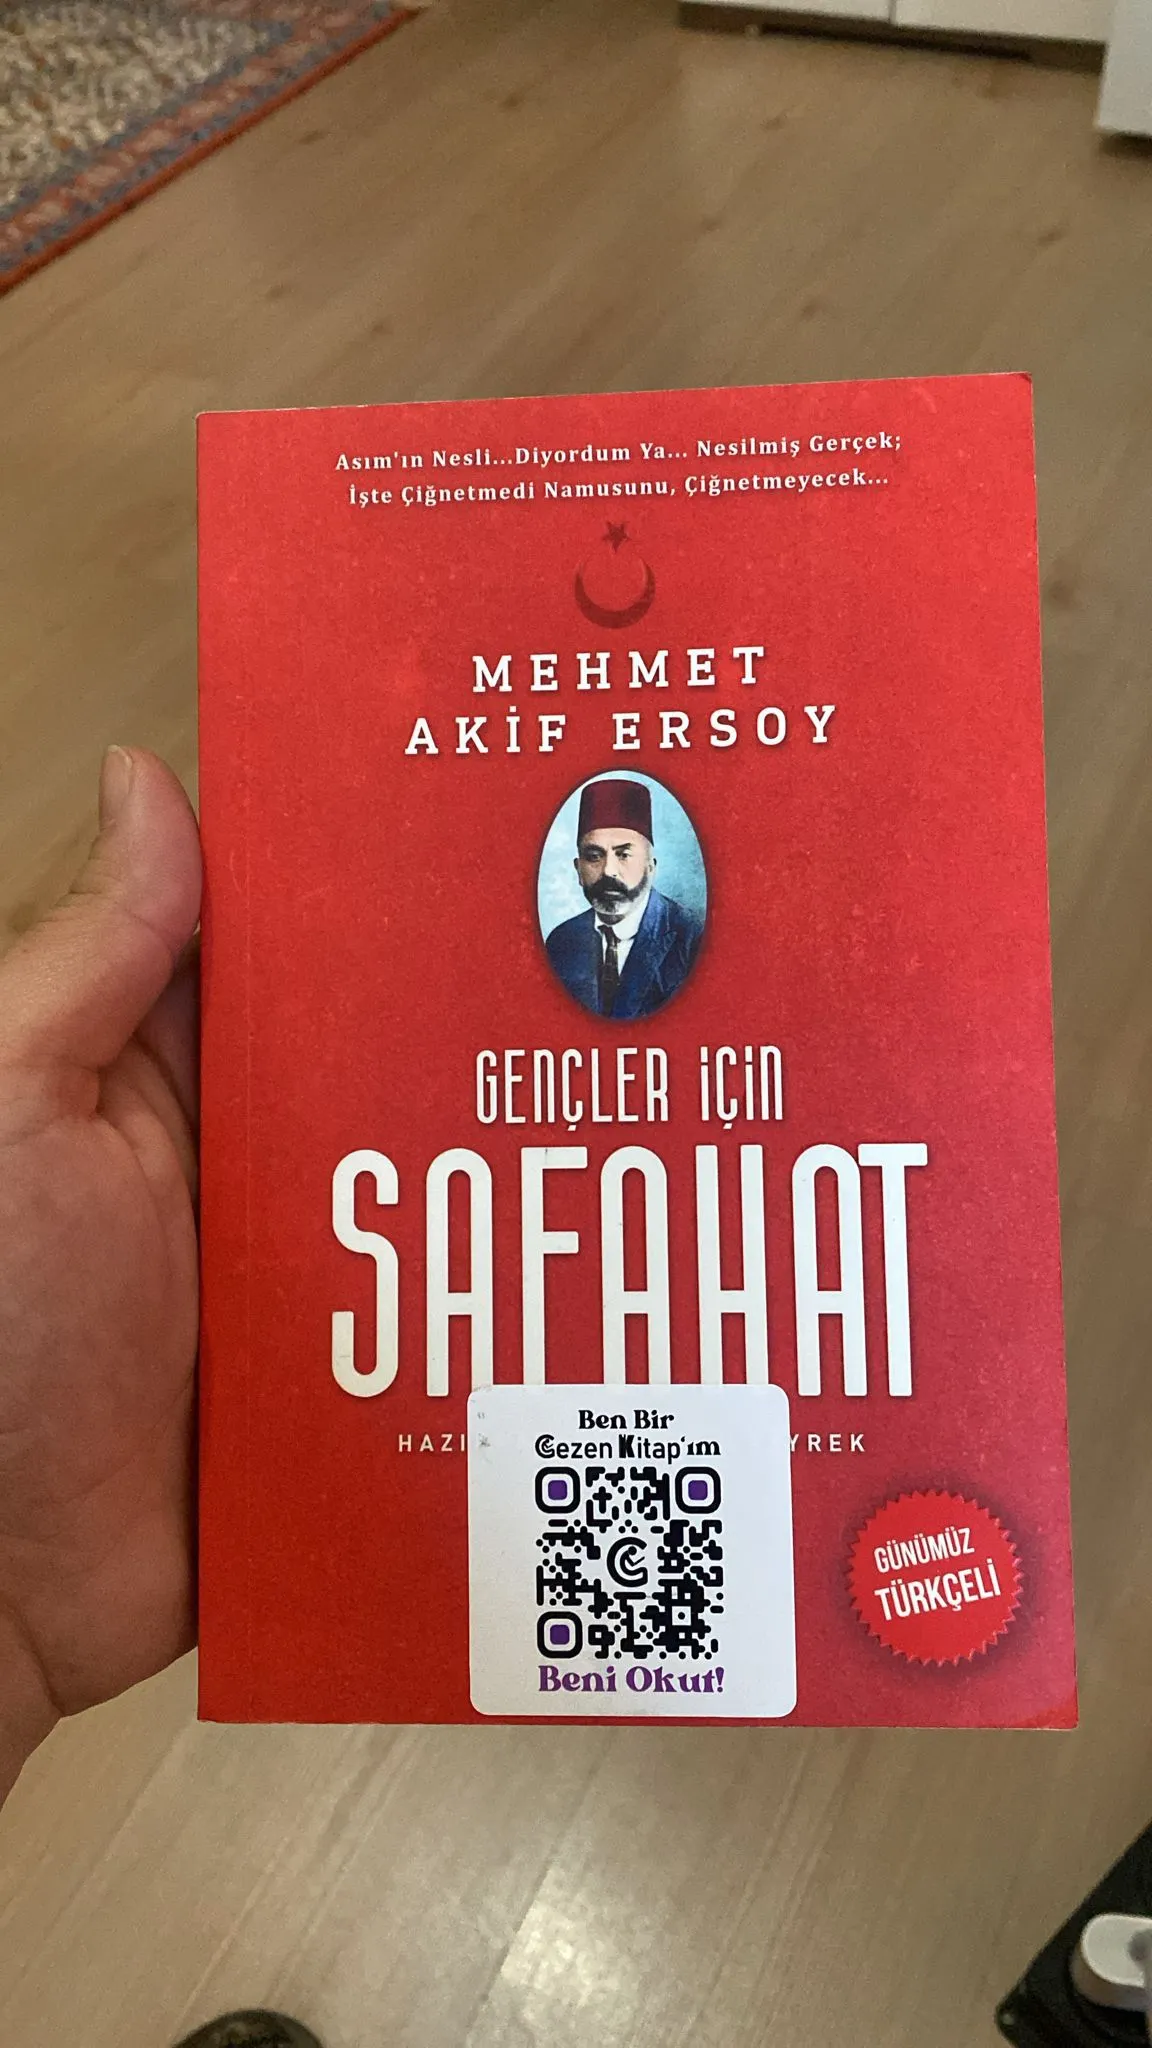 Asım'ın Nesli...Diyordum Ya... Nesilmiş Gerçek;
İşte Çiğnetmedi Namusunu, Çiğnetmeyecek...
MEHMET
AKİF ERSOY
GENÇLER İÇİN
SAFAHAT
Ben Bir
Gezen Kitap'ım
Beni Okut!
GÜNÜMÜZ
TÜRKÇELİ